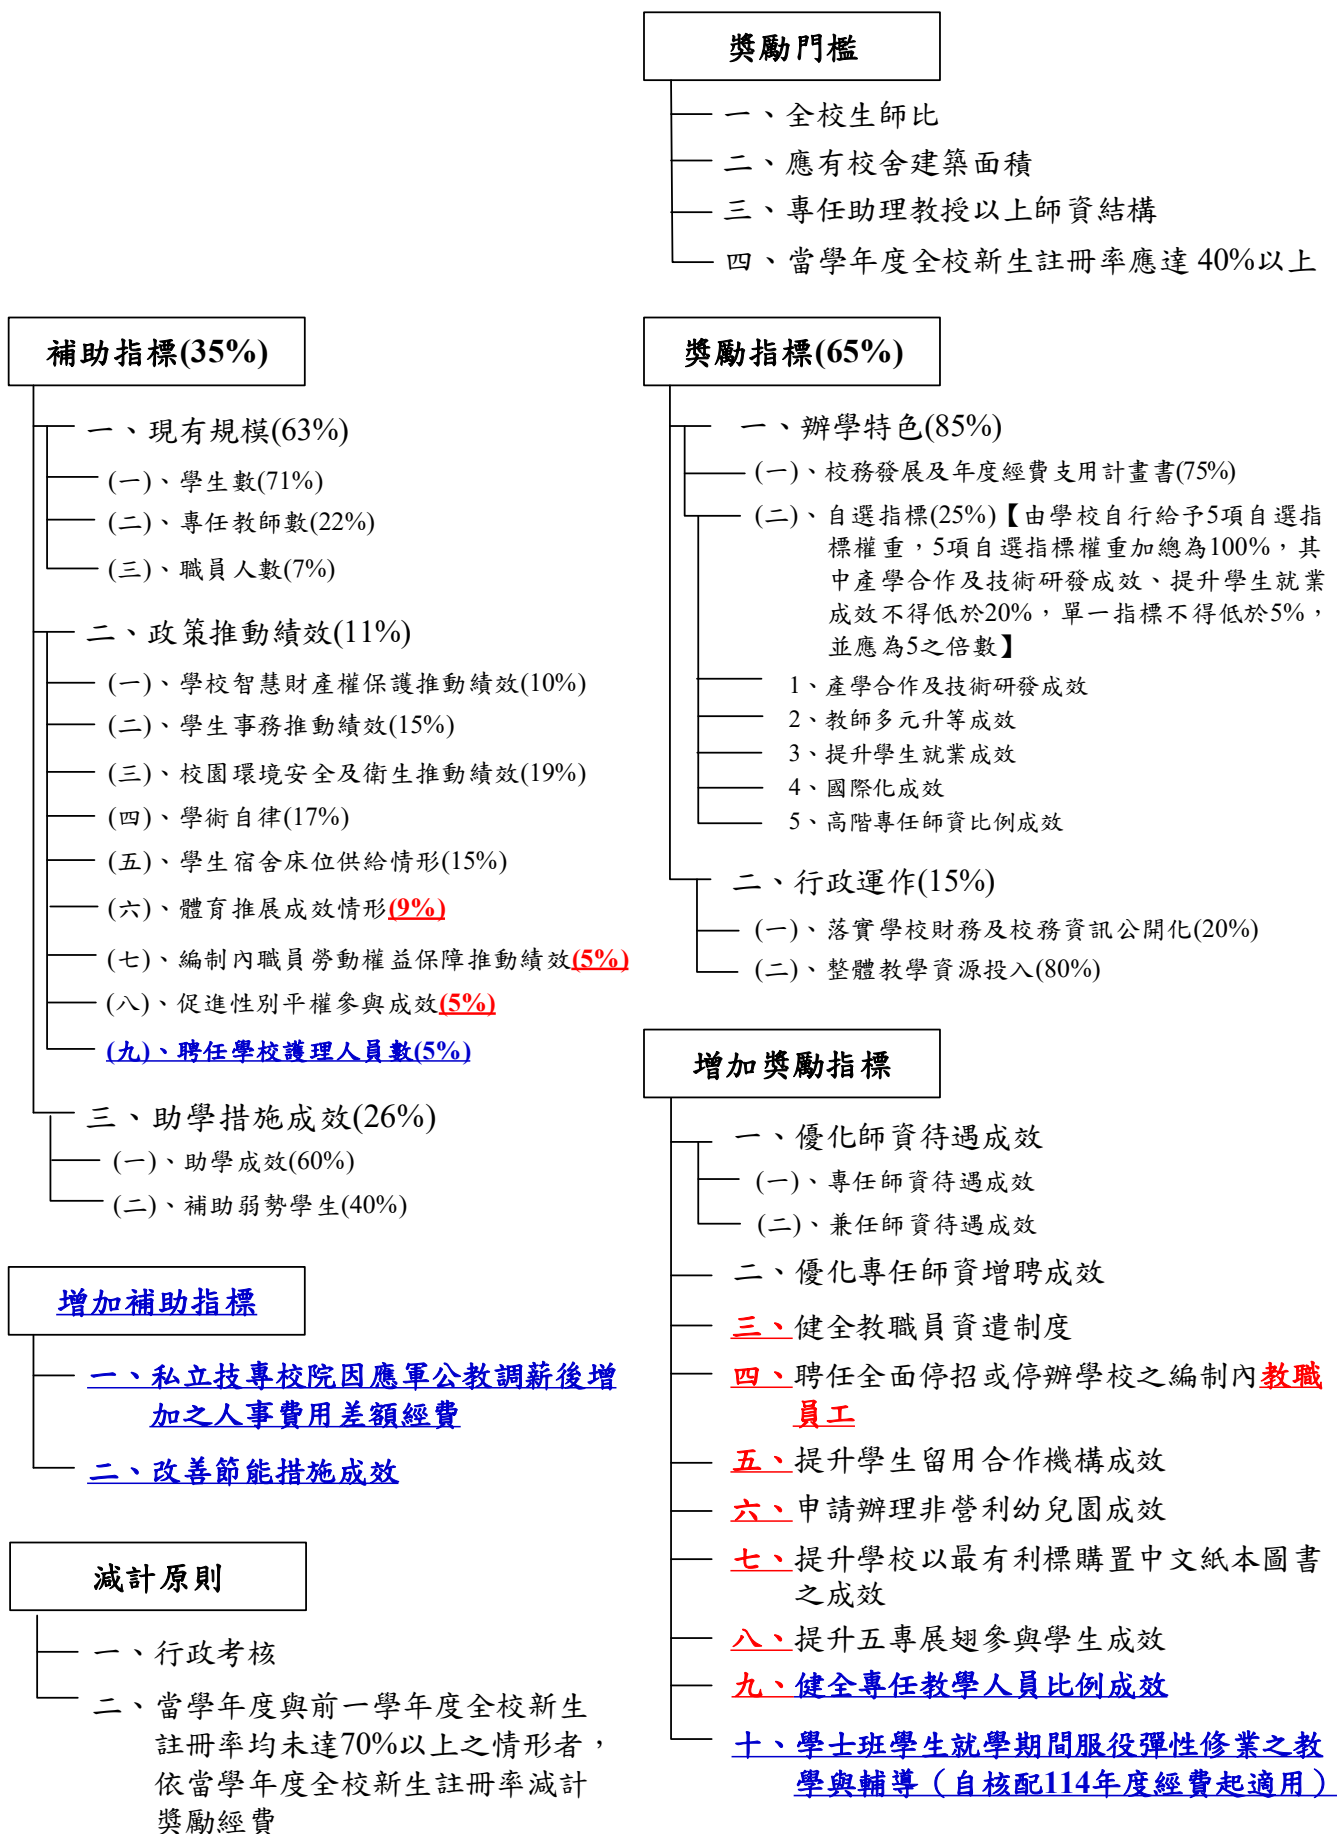 獎勵門檻
一、全校生師比
二、應有校舍建築面積
三、專任助理教授以上師資結構
四、當學年度全校新生註冊率應達 40%以上
補助指標(35%)
一、現有規模(63%)
(一)、學生數(71%)
(二)、專任教師數(22%)
(三)、職員人數(7%)
二、政策推動績效(11%)
(一)、學校智慧財產權保護推動績效(10%)
(二)、學生事務推動績效(15%)
(三)、校園環境安全及衛生推動績效(19%)
(四)、學術自律(17%)
(五)、學生宿舍床位供給情形(15%)
(六)、體育推展成效情形(9%)
(七)、編制內職員勞動權益保障推動績效(5%)
(八)、促進性別平權參與成效(5%)
(九)、聘任學校護理人員數(5%)
三、助學措施成效(26%)
(一)、助學成效(60%)
(二)、補助弱勢學生(40%)
增加補助指標
一、私立技專校院因應軍公教調薪後增
加之人事費用差額經費
二、改善節能措施成效
減計原則
一、行政考核
二、當學年度與前一學年度全校新生
註冊率均未達70%以上之情形者，
依當學年度全校新生註冊率減計
獎勵經費
獎勵指標(65%)
一、辦學特色(85%)
(一)、校務發展及年度經費支用計畫書(75%)
(二)、自選指標(25%)【由學校自行給予5項自選指
標權重，5項自選指標權重加總為100%，其
中產學合作及技術研發成效、提升學生就業
成效不得低於20%，單一指標不得低於5%，
並應為5之倍數】
1、產學合作及技術研發成效
2、教師多元升等成效
3、提升學生就業成效
4、國際化成效
5、高階專任師資比例成效
二、行政運作(15%)
(一)、落實學校財務及校務資訊公開化(20%)
(二)、整體教學資源投入(80%)
增加獎勵指標
一、優化師資待遇成效
(一)、專任師資待遇成效
(二)、兼任師資待遇成效
二、優化專任師資增聘成效
三、健全教職員資遣制度
四、聘任全面停招或停辦學校之編制內教職
員工
五、提升學生留用合作機構成效
六、申請辦理非營利幼兒園成效
七、提升學校以最有利標購置中文紙本圖書
之成效
八、提升五專展翅參與學生成效
九、健全專任教學人員比例成效
十、學士班學生就學期間服役彈性修業之教
學與輔導（自核配114年度經費起適用）